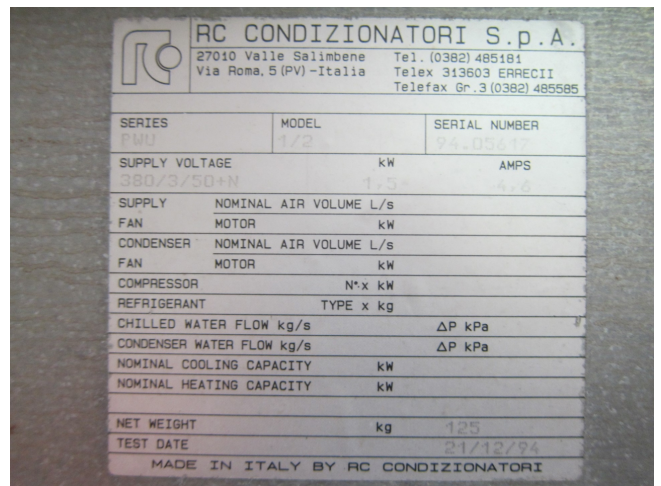 RC CONDIZIONATORI S.p.A.
27010 Valle Salimbene Tel. (0382) 485181
Via Roma, 5 (PV) - Italia Telex 313603 ERRECII
Telefax Gr.3 (0382) 485585
SERIES MODEL SERIAL NUMBER
PWU 1/2 94.05617
SUPPLY VOLTAGE kW AMPS
380/3/50+N 1,5 4,6
SUPPLY NOMINAL AIR VOLUME L/s
FAN MOTOR kW
CONDENSER NOMINAL AIR VOLUME L/s
FAN MOTOR kW
COMPRESSOR N° x kW
REFRIGERANT TYPE x kg
CHILLED WATER FLOW kg/s ΔP kPa
CONDENSER WATER FLOW kg/s ΔP kPa
NOMINAL COOLING CAPACITY kW
NOMINAL HEATING CAPACITY kW
NET WEIGHT kg 125
TEST DATE 21/12/94
MADE IN ITALY BY RC CONDIZIONATORI